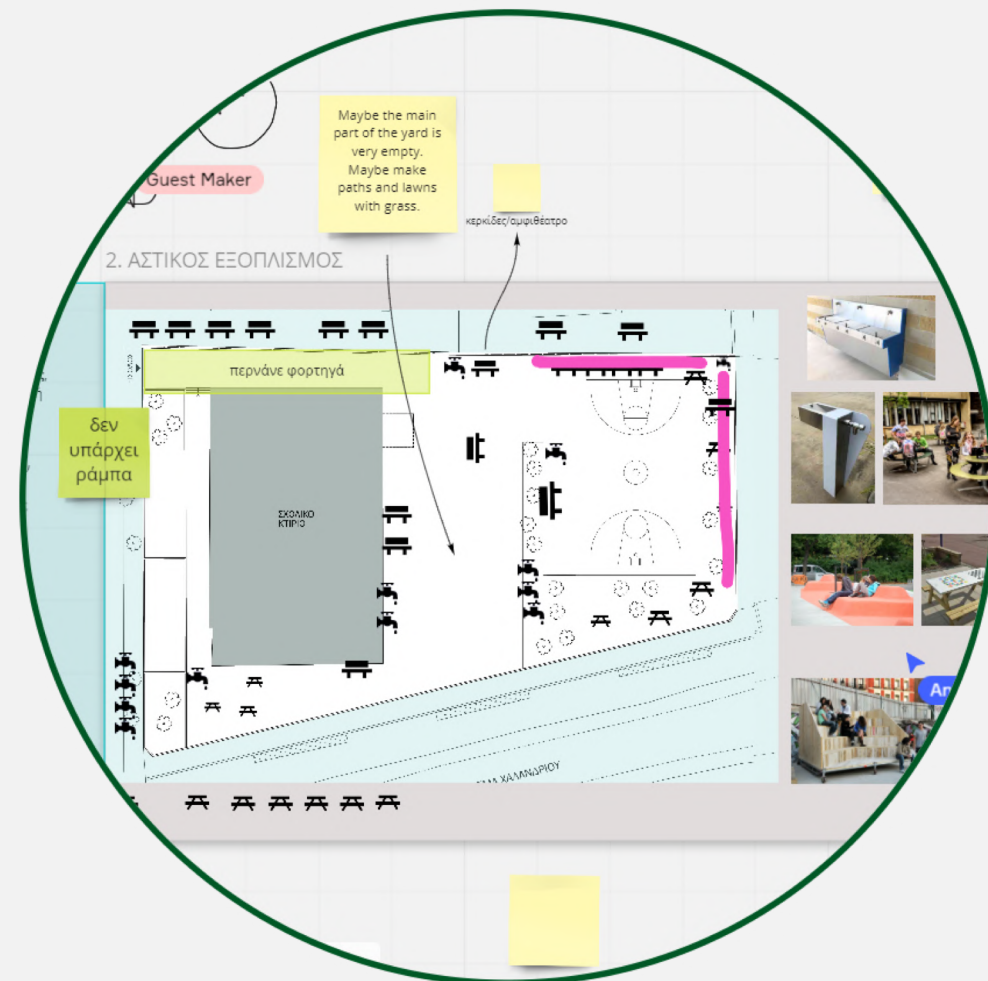 Maybe the main
part of the yard is
very empty.
Maybe make
paths and lawns
with grass.
Guest Maker
κερκίδες/αμφιθέατρο
2. ΑΣΤΙΚΟΣ ΕΞΟΠΛΙΣΜΟΣ
περνάνε φορτηγά
δεν
υπάρχει
ράμπα
ΣΧΟΛΙΚΟ
ΚΤΙΡΙΟ
An
ΧΑΛΑΝΔΡΙΟΥ